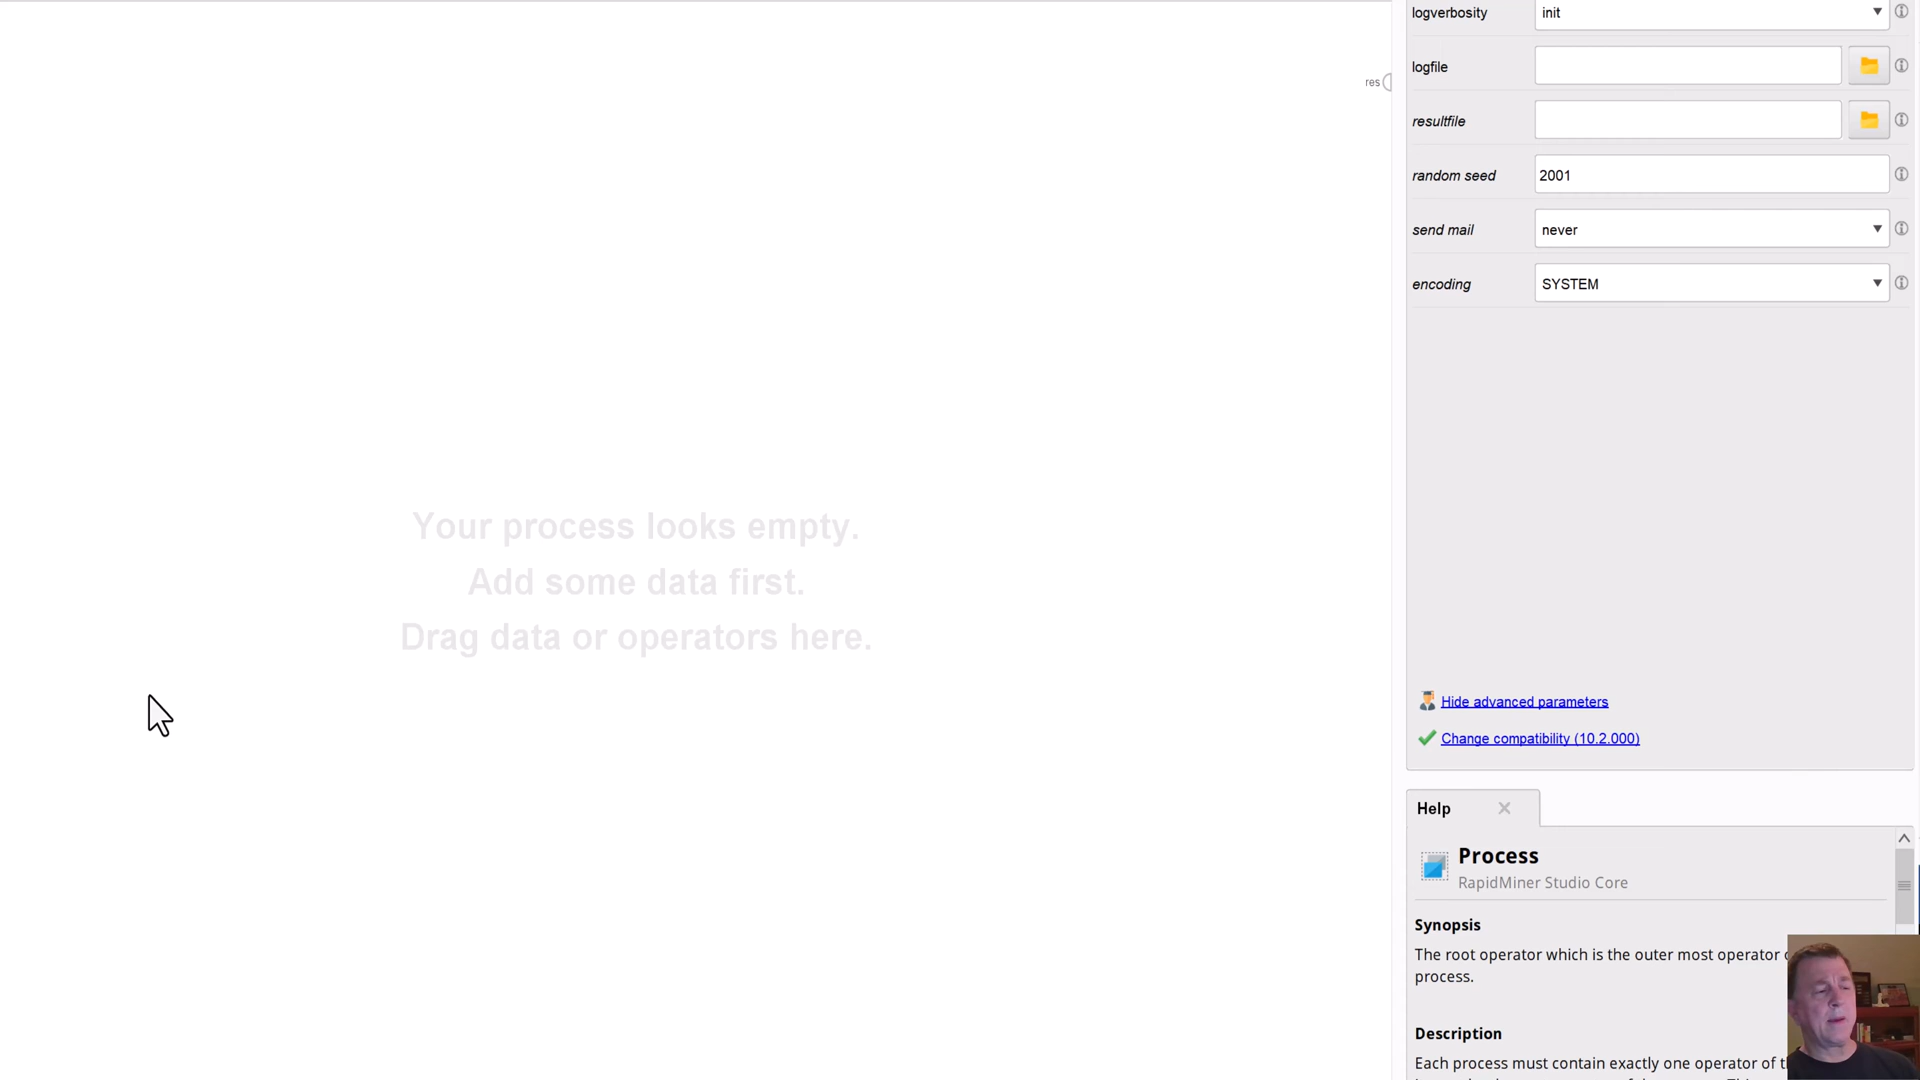 logverbosity init
logfile
res
resultfile
random seed 2001
send mail never
encoding SYSTEM
Your process looks empty.
Add some data first.
Drag data or operators here.
Hide advanced parameters
Change compatibility (10.2.000)
Help
Process
RapidMiner Studio Core
Synopsis
The root operator which is the outer most operator
process.
Description
Each process must contain exactly one operator of